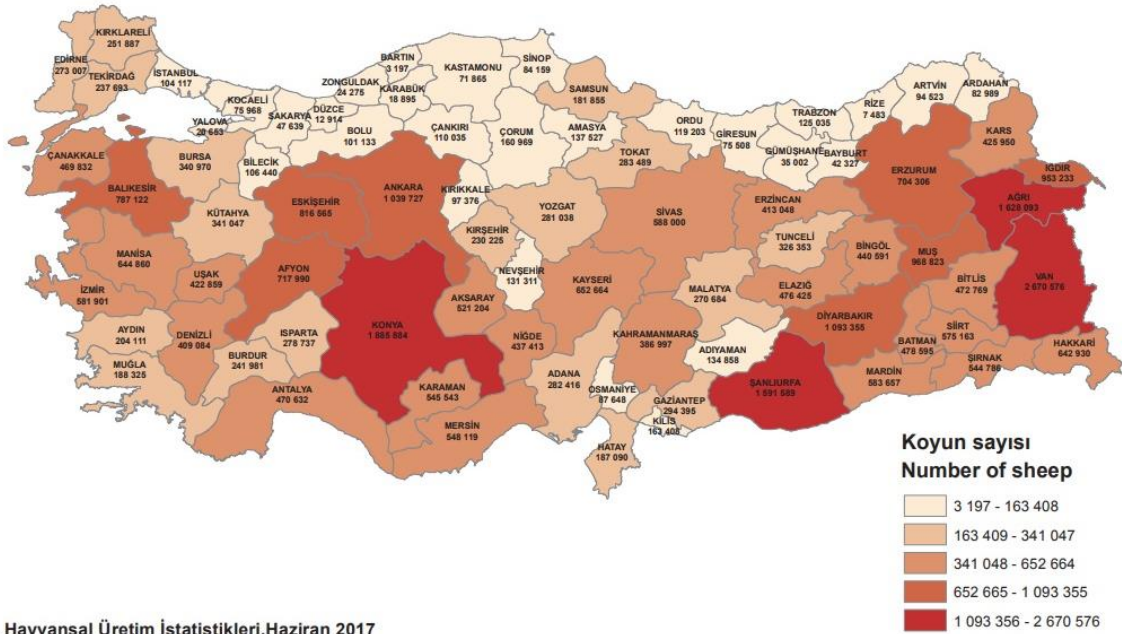 KIRKLARELİ
251 887
EDİRNE
273 007
TEKİRDAĞ
237 693
İSTANBUL
104 117
KOCAELİ
75 968
YALOVA
SAKARYA
47 639
DÜZCE
12 914
ZONGULDAK
24 275
BARTIN
3 197
KARABÜK
18 895
KASTAMONU
71 865
SİNOP
84 159
SAMSUN
181 855
BOLU
101 133
ÇANKIRI
110 035
ÇORUM
160 969
AMASYA
137 527
ORDU
119 203
GİRESUN
75 508
TRABZON
125 035
RİZE
7 483
ARTVİN
94 523
ARDAHAN
82 989
KARS
425 950
GÜMÜŞHANE
35 002
BAYBURT
42 327
ERZURUM
704 306
IĞDIR
953 233
AĞRI
1 628 093
ÇANAKKALE
469 832
BALIKESİR
787 122
BURSA
340 970
BİLECİK
106 440
ESKİŞEHİR
816 565
ANKARA
1 039 727
KIRIKKALE
97 376
KIRŞEHİR
230 225
YOZGAT
281 038
TOKAT
283 489
SİVAS
588 000
ERZİNCAN
413 048
TUNCELİ
326 353
BİNGÖL
440 591
MUŞ
968 823
BİTLİS
472 769
VAN
2 670 576
KÜTAHYA
341 047
MANİSA
644 860
UŞAK
422 859
AFYON
717 990
İZMİR
581 901
AYDIN
204 111
DENİZLİ
409 084
MUĞLA
188 325
BURDUR
241 981
ISPARTA
278 737
ANTALYA
470 632
KONYA
AKSARAY
521 204
NEVŞEHİR
131 311
NİĞDE
437 413
KAYSERİ
652 664
KARAMAN
545 543
MERSİN
548 119
ADANA
282 416
OSMANİYE
87 648
HATAY
187 090
KAHRAMANMARAŞ
386 997
MALATYA
270 684
ADIYAMAN
134 858
GAZİANTEP
294 395
KİLİS
163 408
ŞANLIURFA
1 591 589
ELAZIĞ
476 425
DİYARBAKIR
1 093 355
BATMAN
478 595
MARDİN
583 657
SİİRT
575 163
ŞIRNAK
544 786
HAKKARİ
642 930
Koyun sayısı
Number of sheep
3 197 - 163 408
163 409 - 341 047
341 048 - 652 664
652 665 - 1 093 355
1 093 356 - 2 670 576
Hayvansal Üretim İstatistikleri,Haziran 2017